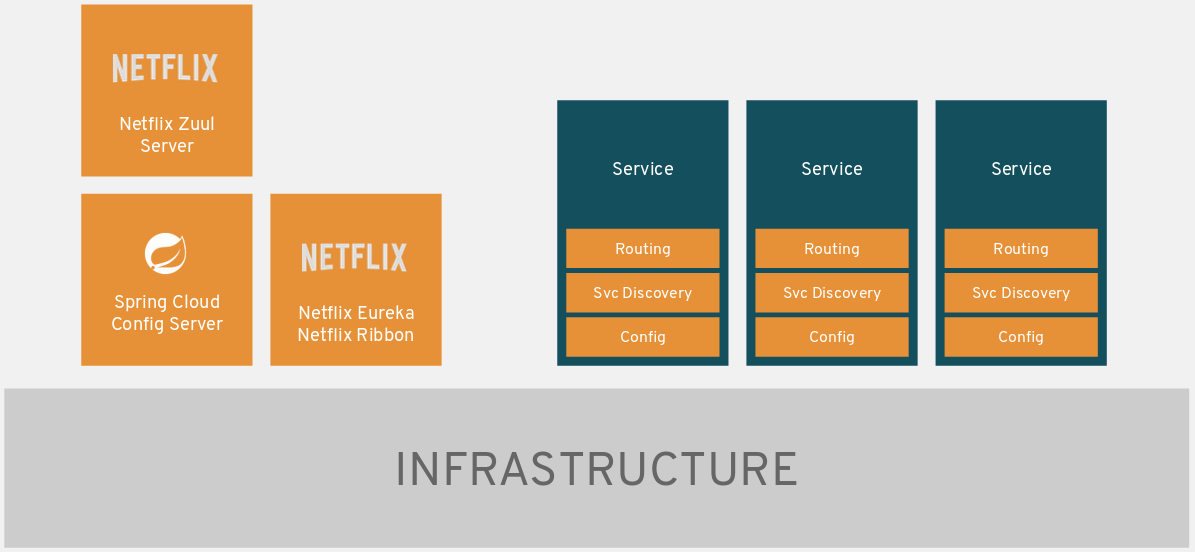 NETFLIX
Netflix Zuul
Server
NETFLIX
Spring Cloud
Config Server
Netflix Eureka
Netflix Ribbon
Service
Routing
Svc Discovery
Config
Service
Routing
Svc Discovery
Config
Service
Routing
Svc Discovery
Config
INFRASTRUCTURE